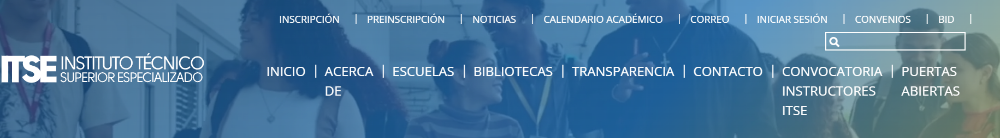 INSCRIPCIÓN | PREINSCRIPCIÓN | NOTICIAS | CALENDARIO ACADÉMICO | CORREO | INICIAR SESIÓN | CONVENIOS | BID |
ITSE INSTITUTO TÉCNICO
SUPERIOR ESPECIALIZADO
INICIO | ACERCA DE | ESCUELAS | BIBLIOTECAS | TRANSPARENCIA | CONTACTO | CONVOCATORIA INSTRUCTORES ITSE | PUERTAS ABIERTAS